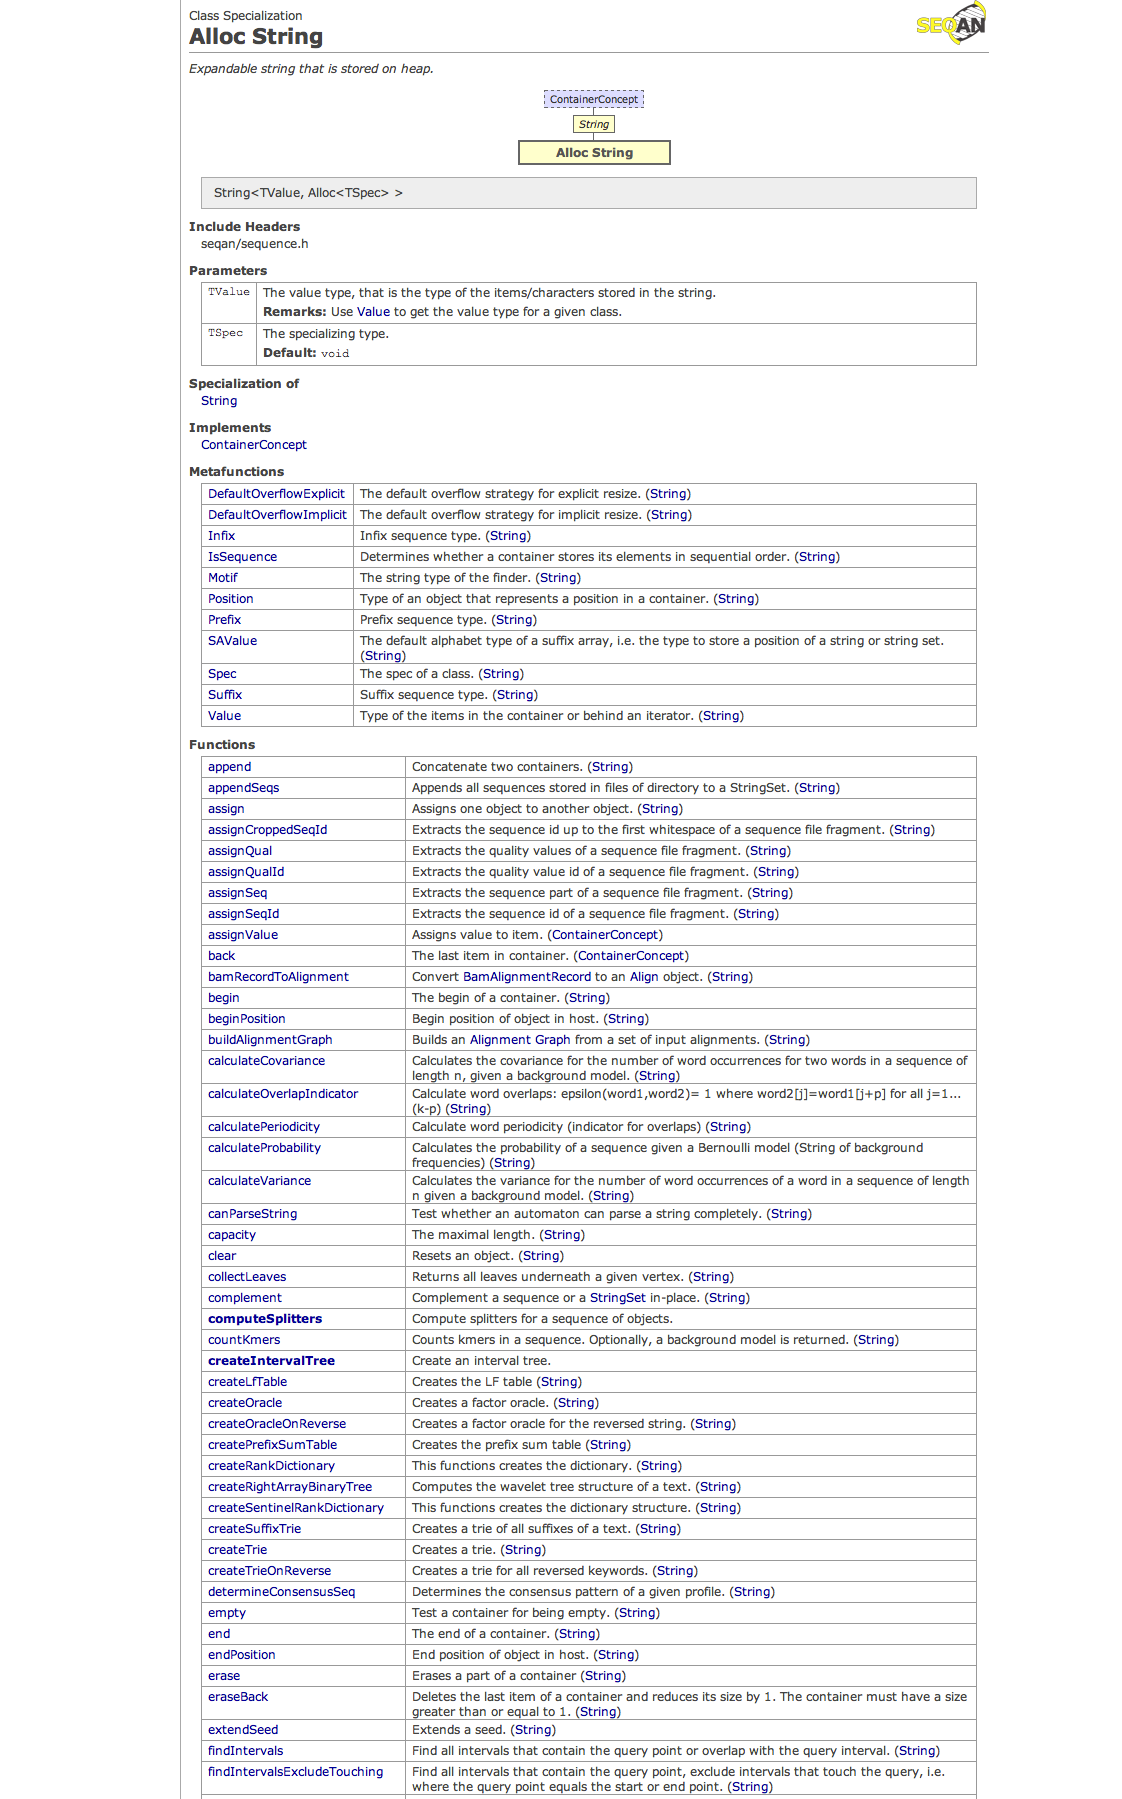 Class Specialization
Alloc String
SEQAN
Expandable string that is stored on heap.
ContainerConcept
String
Alloc String
String<TValue, Alloc<TSpec> >
Include Headers
seqan/sequence.h
Parameters
TValue The value type, that is the type of the items/characters stored in the string.
Remarks: Use Value to get the value type for a given class.
TSpec The specializing type.
Default: void
Specialization of
String
Implements
ContainerConcept
Metafunctions
DefaultOverflowExplicit The default overflow strategy for explicit resize. (String)
DefaultOverflowImplicit The default overflow strategy for implicit resize. (String)
Infix Infix sequence type. (String)
IsSequence Determines whether a container stores its elements in sequential order. (String)
Motif The string type of the finder. (String)
Position Type of an object that represents a position in a container. (String)
Prefix Prefix sequence type. (String)
SAValue The default alphabet type of a suffix array, i.e. the type to store a position of a string or string set.
(String)
Spec The spec of a class. (String)
Suffix Suffix sequence type. (String)
Value Type of the items in the container or behind an iterator. (String)
Functions
append Concatenate two containers. (String)
appendSeqs Appends all sequences stored in files of directory to a StringSet. (String)
assign Assigns one object to another object. (String)
assignCroppedSeqId Extracts the sequence id up to the first whitespace of a sequence file fragment. (String)
assignQual Extracts the quality values of a sequence file fragment. (String)
assignQualId Extracts the quality value id of a sequence file fragment. (String)
assignSeq Extracts the sequence part of a sequence file fragment. (String)
assignSeqId Extracts the sequence id of a sequence file fragment. (String)
assignValue Assigns value to item. (ContainerConcept)
back The last item in container. (ContainerConcept)
bamRecordToAlignment Convert BamAlignmentRecord to an Align object. (String)
begin The begin of a container. (String)
beginPosition Begin position of object in host. (String)
buildAlignmentGraph Builds an Alignment Graph from a set of input alignments. (String)
calculateCovariance Calculates the covariance for the number of word occurrences for two words in a sequence of
length n, given a background model. (String)
calculateOverlapIndicator Calculate word overlaps: epsilon(word1,word2)= 1 where word2[j]=word1[j+p] for all j=1...
(k-p) (String)
calculatePeriodicity Calculate word periodicity (indicator for overlaps) (String)
calculateProbability Calculates the probability of a sequence given a Bernoulli model (String of background
frequencies) (String)
calculateVariance Calculates the variance for the number of word occurrences of a word in a sequence of length
n given a background model. (String)
canParseString Test whether an automaton can parse a string completely. (String)
capacity The maximal length. (String)
clear Resets an object. (String)
collectLeaves Returns all leaves underneath a given vertex. (String)
complement Complement a sequence or a StringSet in-place. (String)
computeSplitters Compute splitters for a sequence of objects.
countKmers Counts kmers in a sequence. Optionally, a background model is returned. (String)
createIntervalTree Create an interval tree.
createLfTable Creates the LF table (String)
createOracle Creates a factor oracle. (String)
createOracleOnReverse Creates a factor oracle for the reversed string. (String)
createPrefixSumTable Creates the prefix sum table (String)
createRankDictionary This functions creates the dictionary. (String)
createRightArrayBinaryTree Computes the wavelet tree structure of a text. (String)
createSentinelRankDictionary This functions creates the dictionary structure. (String)
createSuffixTrie Creates a trie of all suffixes of a text. (String)
createTrie Creates a trie. (String)
createTrieOnReverse Creates a trie for all reversed keywords. (String)
determineConsensusSeq Determines the consensus pattern of a given profile. (String)
empty Test a container for being empty. (String)
end The end of a container. (String)
endPosition End position of object in host. (String)
erase Erases a part of a container (String)
eraseBack Deletes the last item of a container and reduces its size by 1. The container must have a size
greater than or equal to 1. (String)
extendSeed Extends a seed. (String)
findIntervals Find all intervals that contain the query point or overlap with the query interval. (String)
findIntervalsExcludeTouching Find all intervals that contain the query point, exclude intervals that touch the query, i.e.
where the query point equals the start or end point. (String)